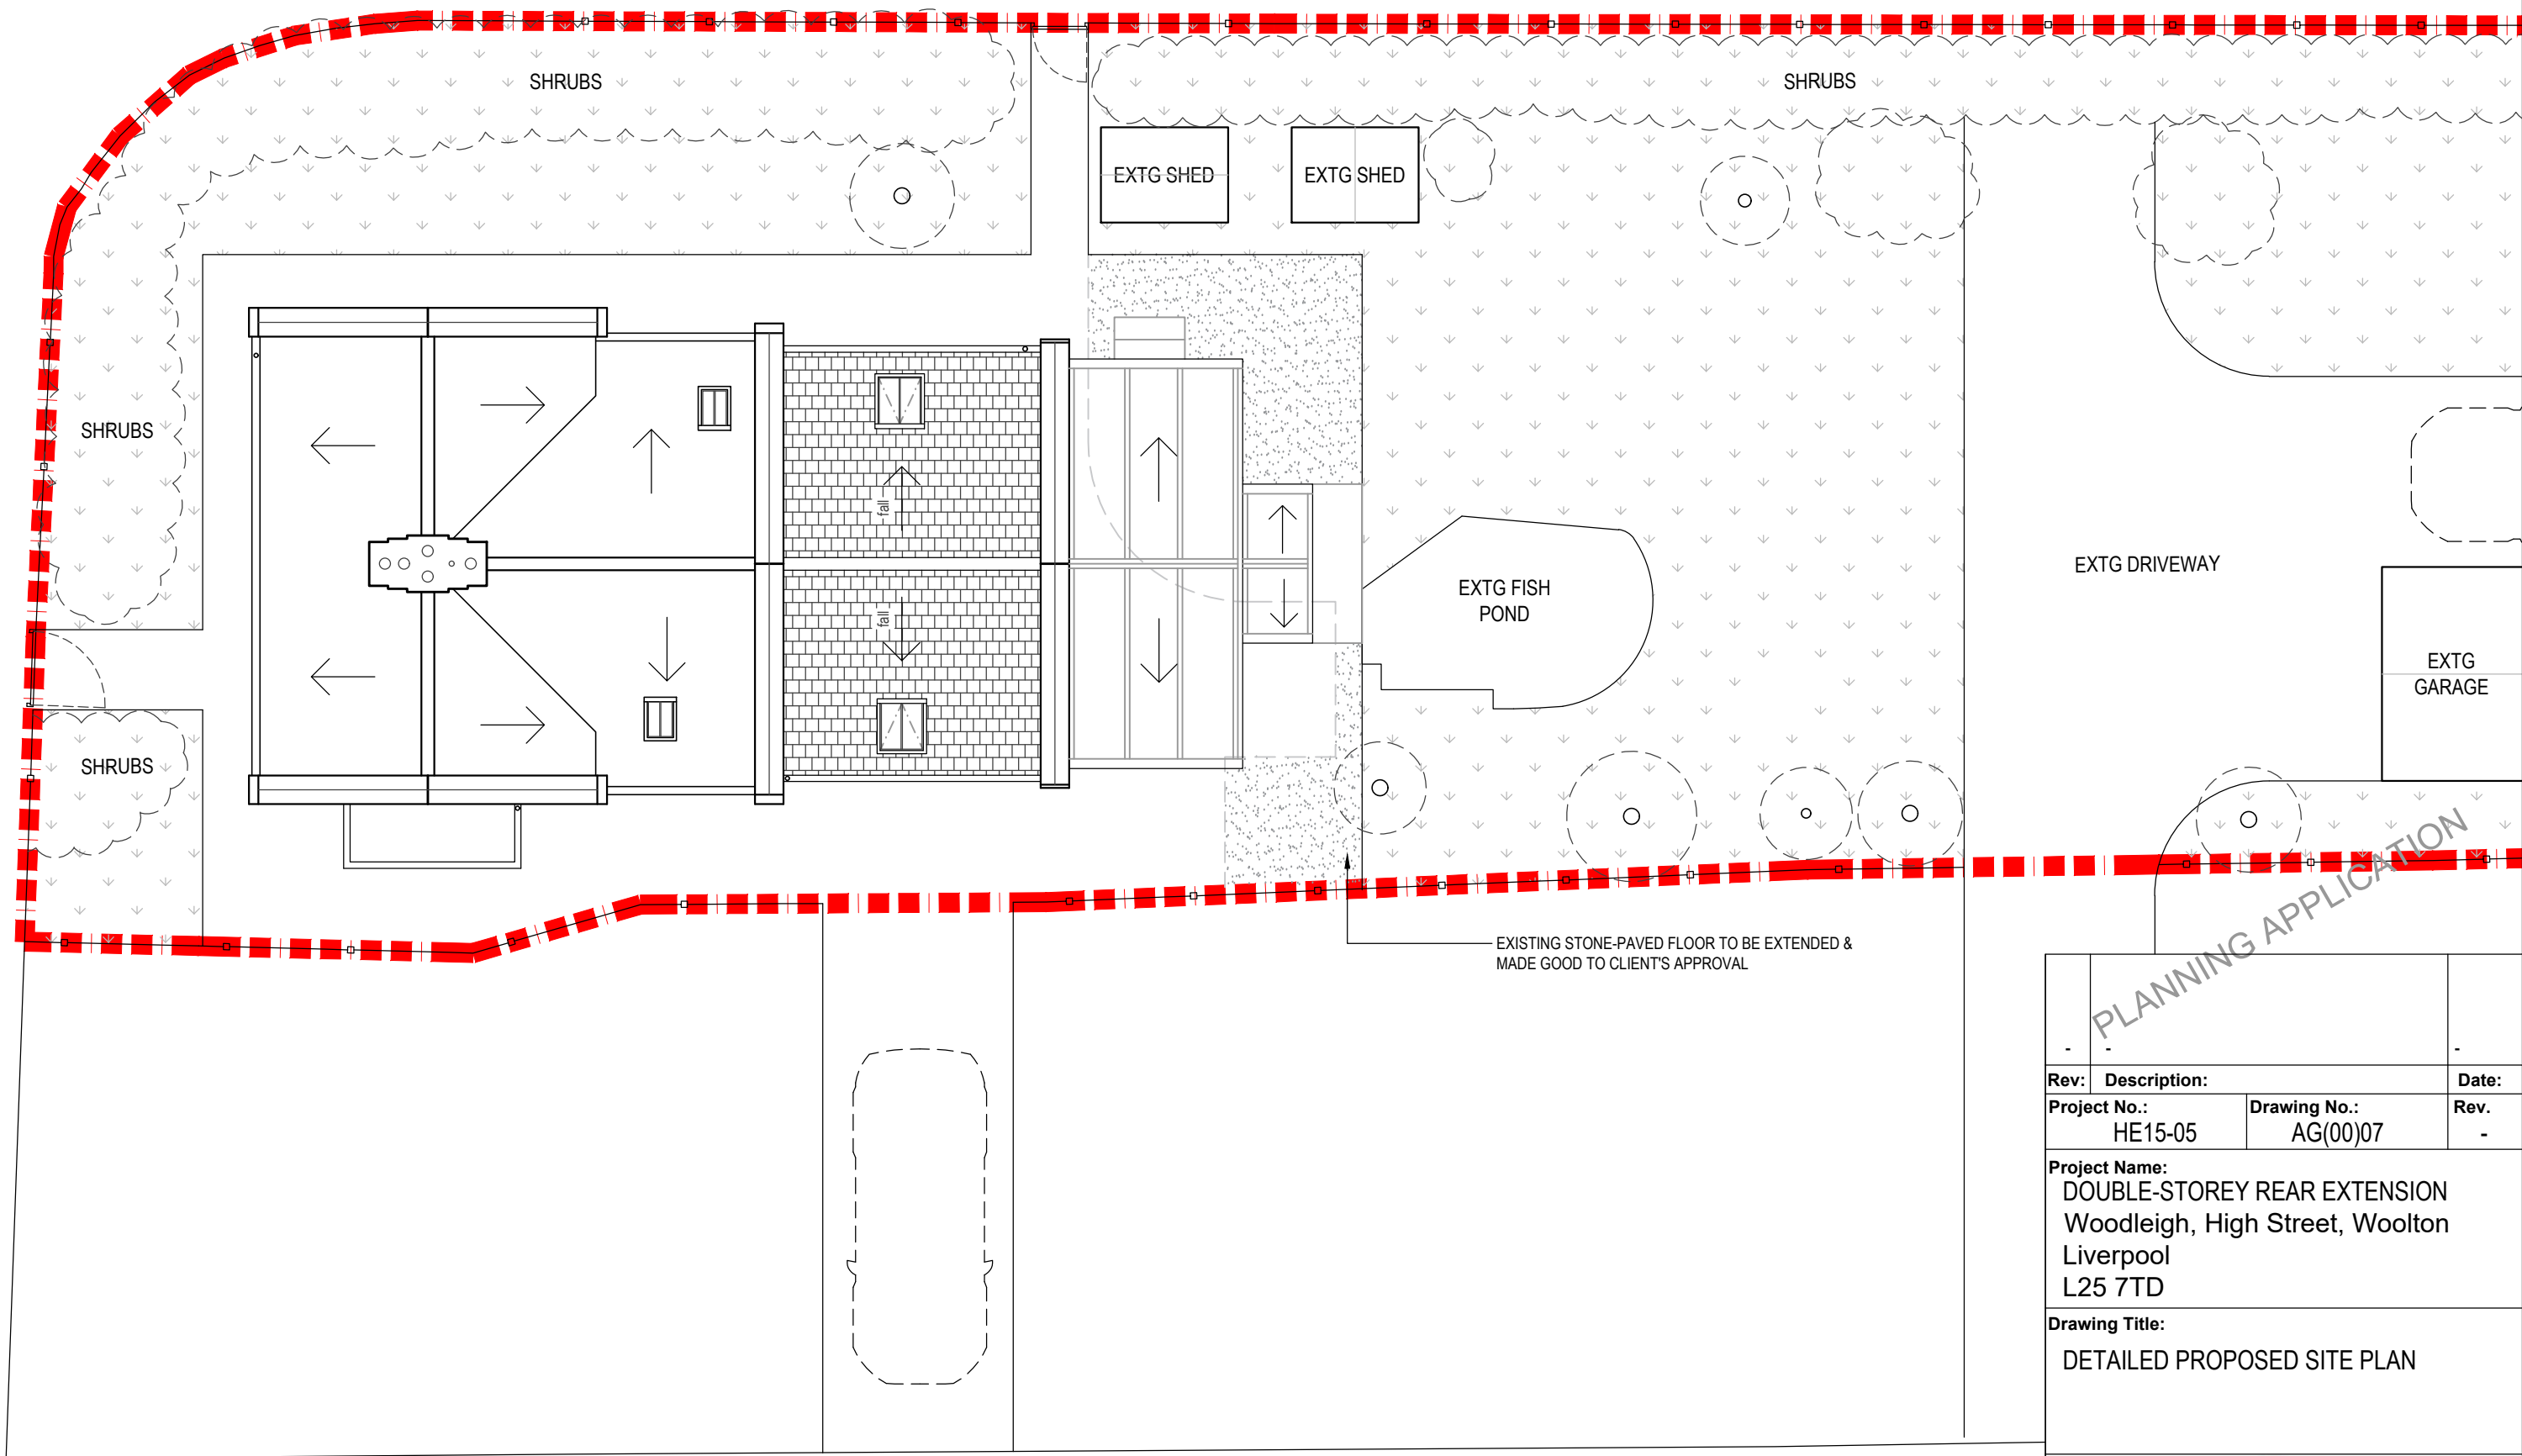 SHRUBS
SHRUBS
EXTG SHED
EXTG SHED
SHRUBS
fall
fall
EXTG FISH
POND
EXTG DRIVEWAY
EXTG
GARAGE
SHRUBS
EXISTING STONE-PAVED FLOOR TO BE EXTENDED &
MADE GOOD TO CLIENT'S APPROVAL
PLANNING APPLICATION
- - -
Rev: Description: Date:
Project No.: Drawing No.: Rev.
HE15-05 AG(00)07 -
Project Name:
DOUBLE-STOREY REAR EXTENSION
Woodleigh, High Street, Woolton
Liverpool
L25 7TD
Drawing Title:
DETAILED PROPOSED SITE PLAN